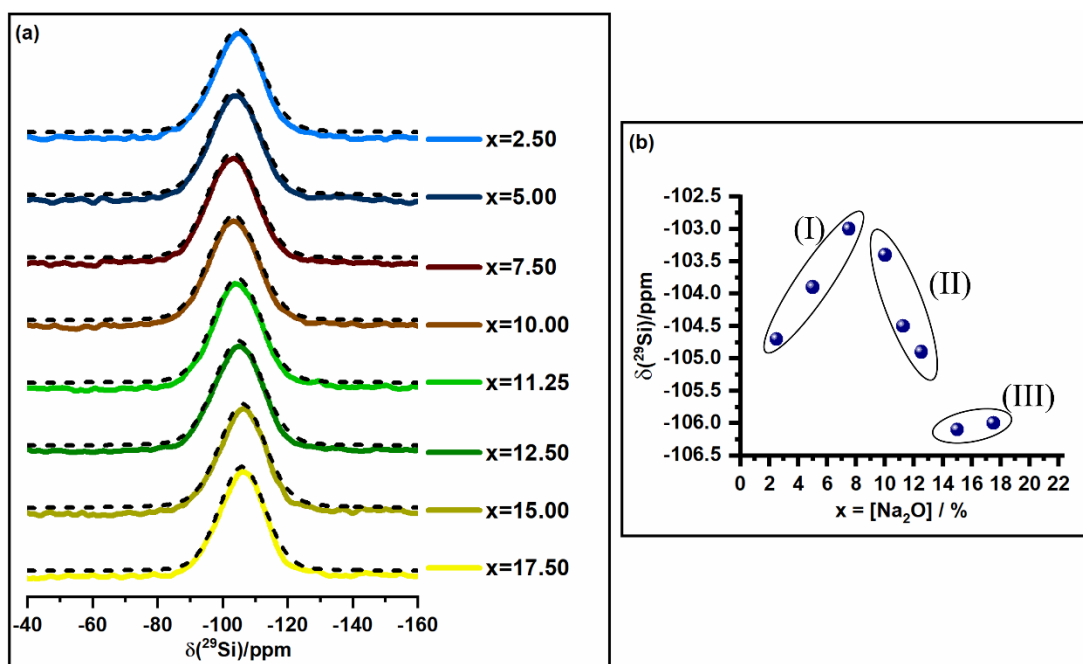 (a)
x=2.50
x=5.00
x=7.50
x=10.00
x=11.25
x=12.50
x=15.00
x=17.50
-40 -60 -80 -100 -120 -140 -160
δ(²⁹Si)/ppm
(b)
-102.5
-103.0
-103.5
-104.0
-104.5
-105.0
-105.5
-106.0
-106.5
δ(²⁹Si)/ppm
(I)
(II)
(III)
0 2 4 6 8 10 12 14 16 18 20 22
x = [Na₂O] / %